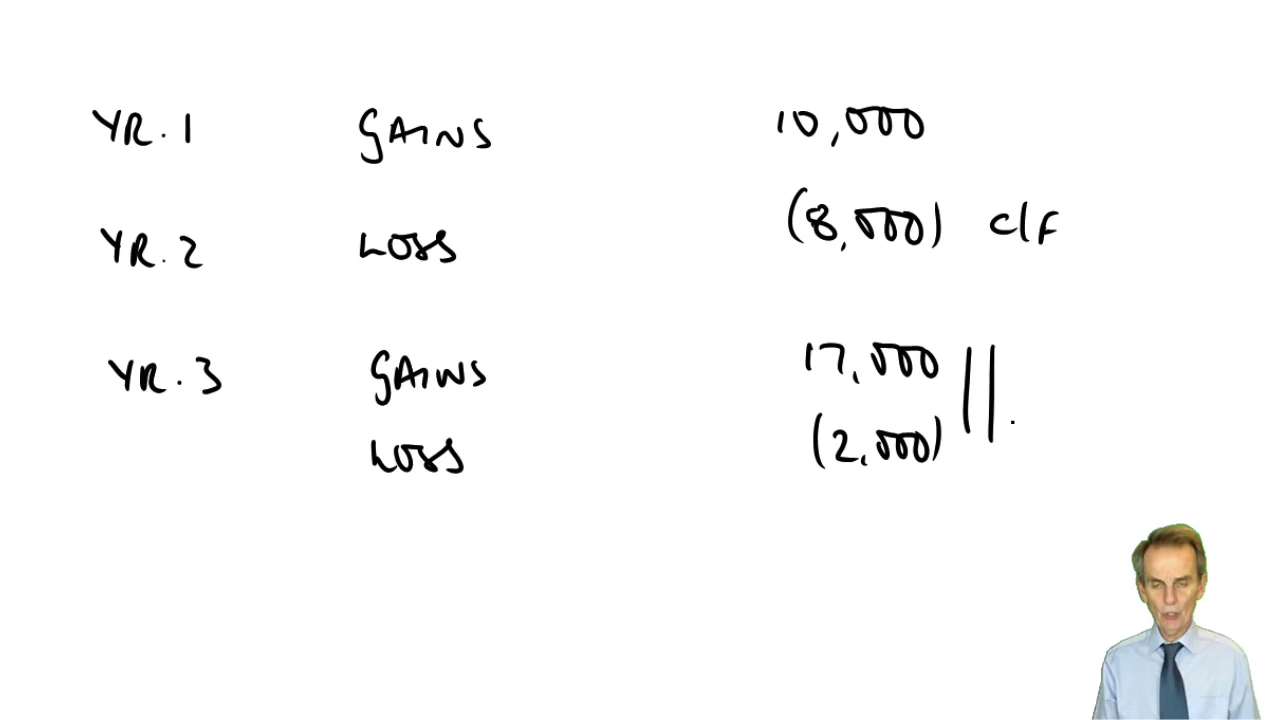 YR. 1 GAINS 10,000
YR. 2 LOSS (8,000) c/F
YR. 3 GAINS 17,000
LOSS (2,000)